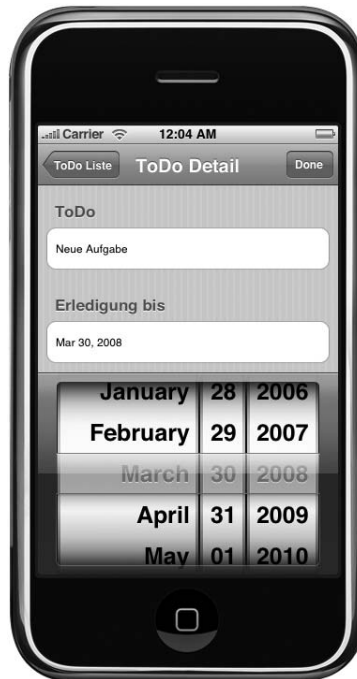 Carrier 12:04 AM
ToDo Liste ToDo Detail Done
ToDo
Neue Aufgabe
Erledigung bis
Mar 30, 2008
January 28 2006
February 29 2007
March 30 2008
April 31 2009
May 01 2010